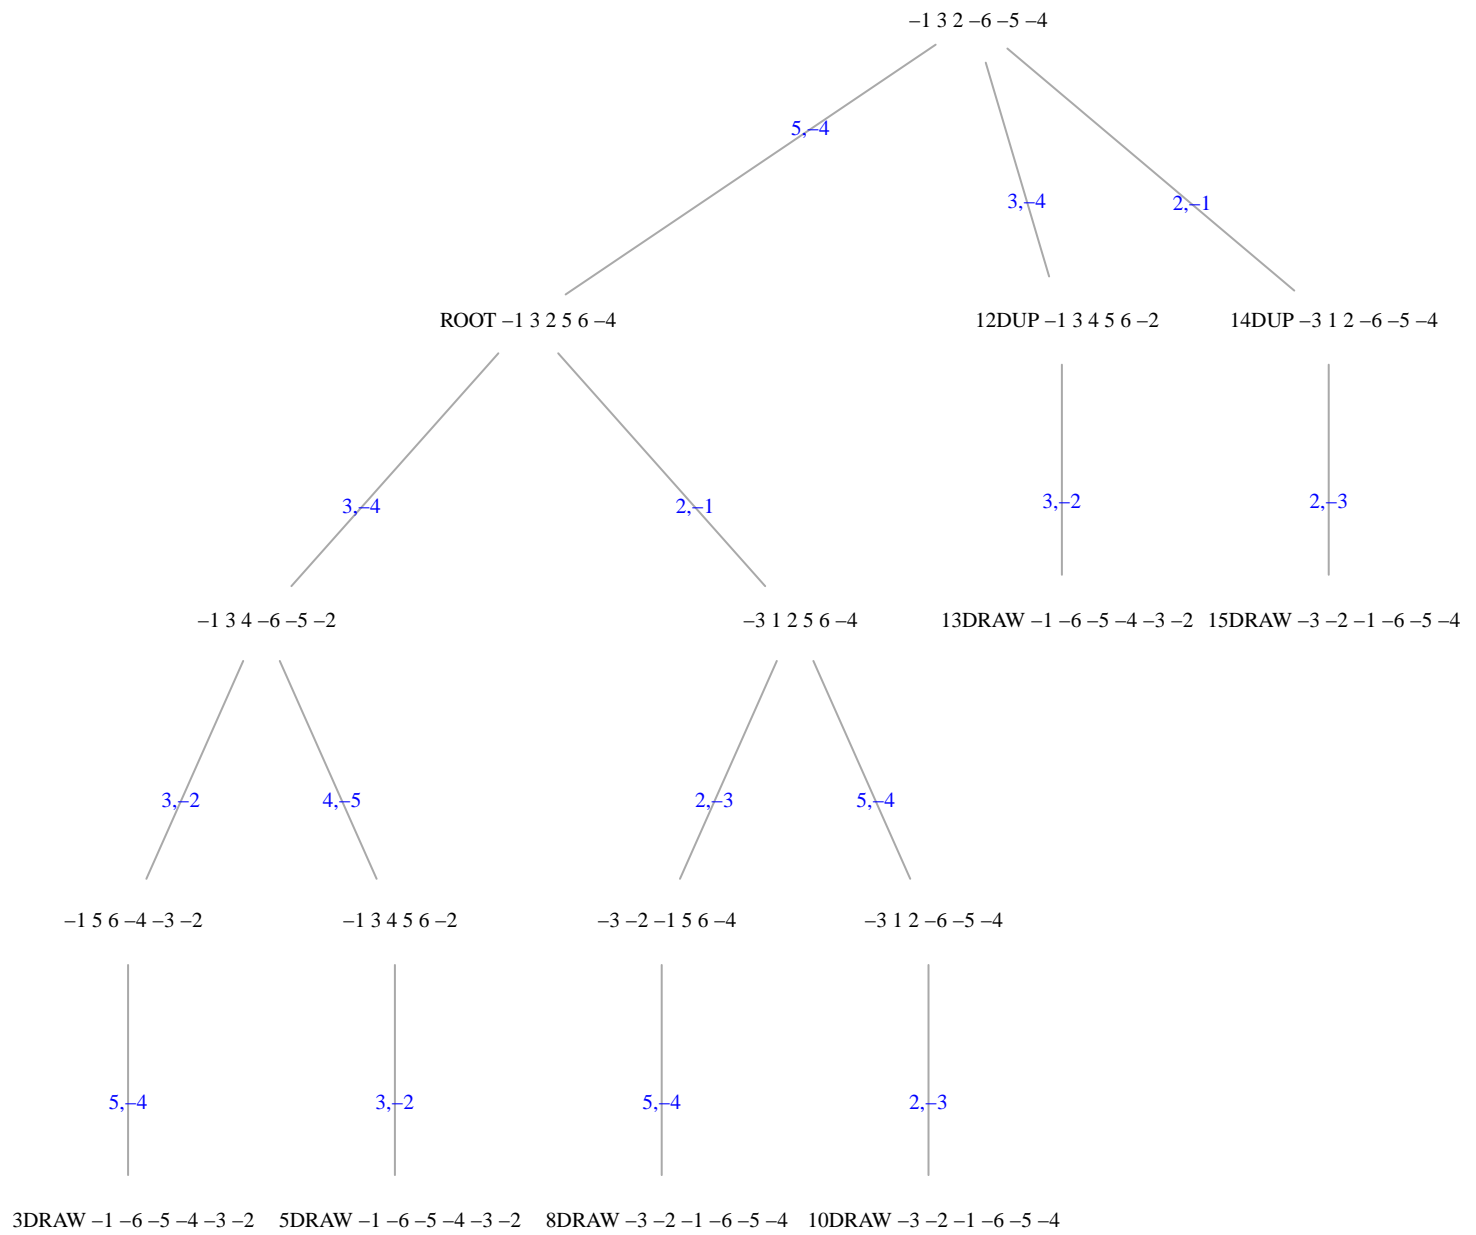 –1 3 2 –6 –5 –4
5,–4
3,–4
2,–1
ROOT –1 3 2 5 6 –4
12DUP –1 3 4 5 6 –2
14DUP –3 1 2 –6 –5 –4
3,–4
2,–1
3,–2
2,–3
–1 3 4 –6 –5 –2
–3 1 2 5 6 –4
13DRAW –1 –6 –5 –4 –3 –2
15DRAW –3 –2 –1 –6 –5 –4
3,–2
4,–5
2,–3
5,–4
–1 5 6 –4 –3 –2
–1 3 4 5 6 –2
–3 –2 –1 5 6 –4
–3 1 2 –6 –5 –4
5,–4
3,–2
5,–4
2,–3
3DRAW –1 –6 –5 –4 –3 –2
5DRAW –1 –6 –5 –4 –3 –2
8DRAW –3 –2 –1 –6 –5 –4
10DRAW –3 –2 –1 –6 –5 –4